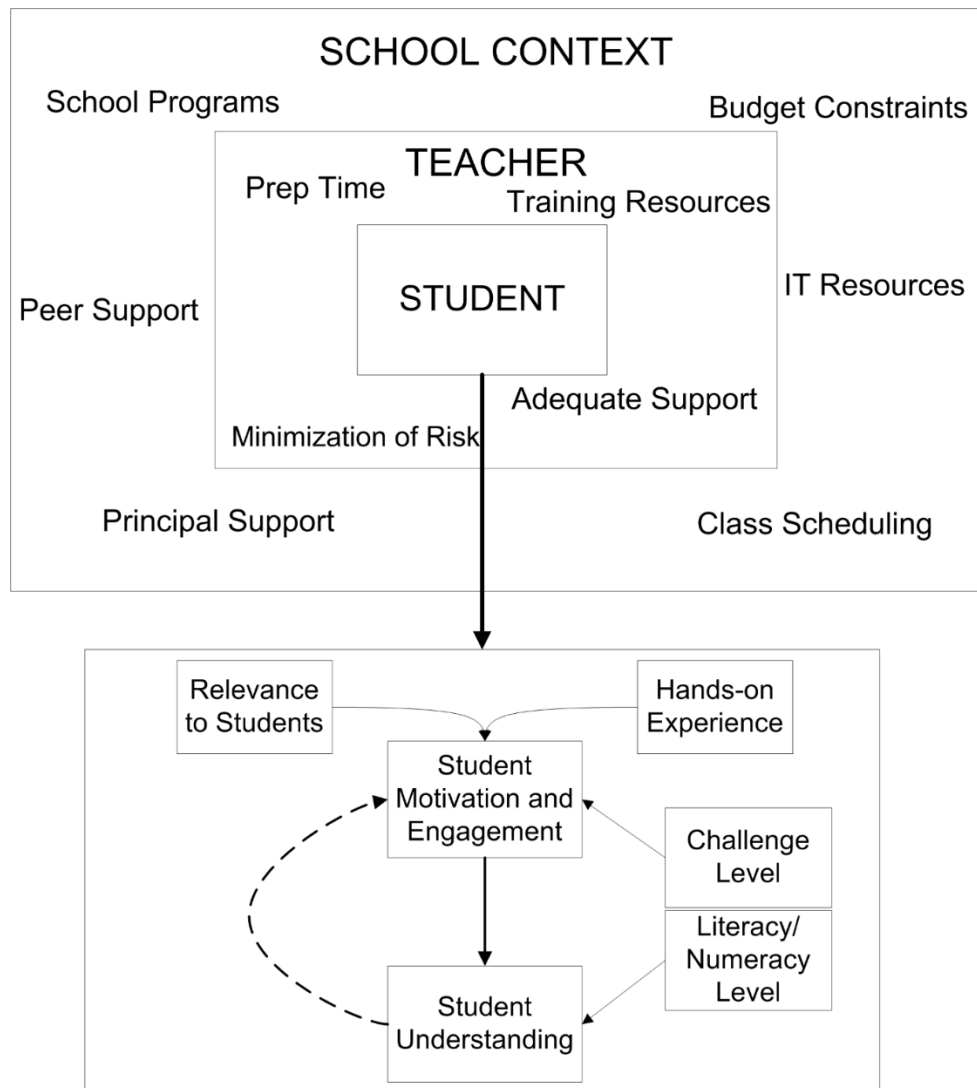 SCHOOL CONTEXT
School Programs
Budget Constraints
TEACHER
Prep Time
Training Resources
STUDENT
IT Resources
Peer Support
Adequate Support
Minimization of Risk
Principal Support
Class Scheduling
Relevance
to Students
Hands-on
Experience
Student
Motivation and
Engagement
Challenge
Level
Literacy/
Numeracy
Level
Student
Understanding